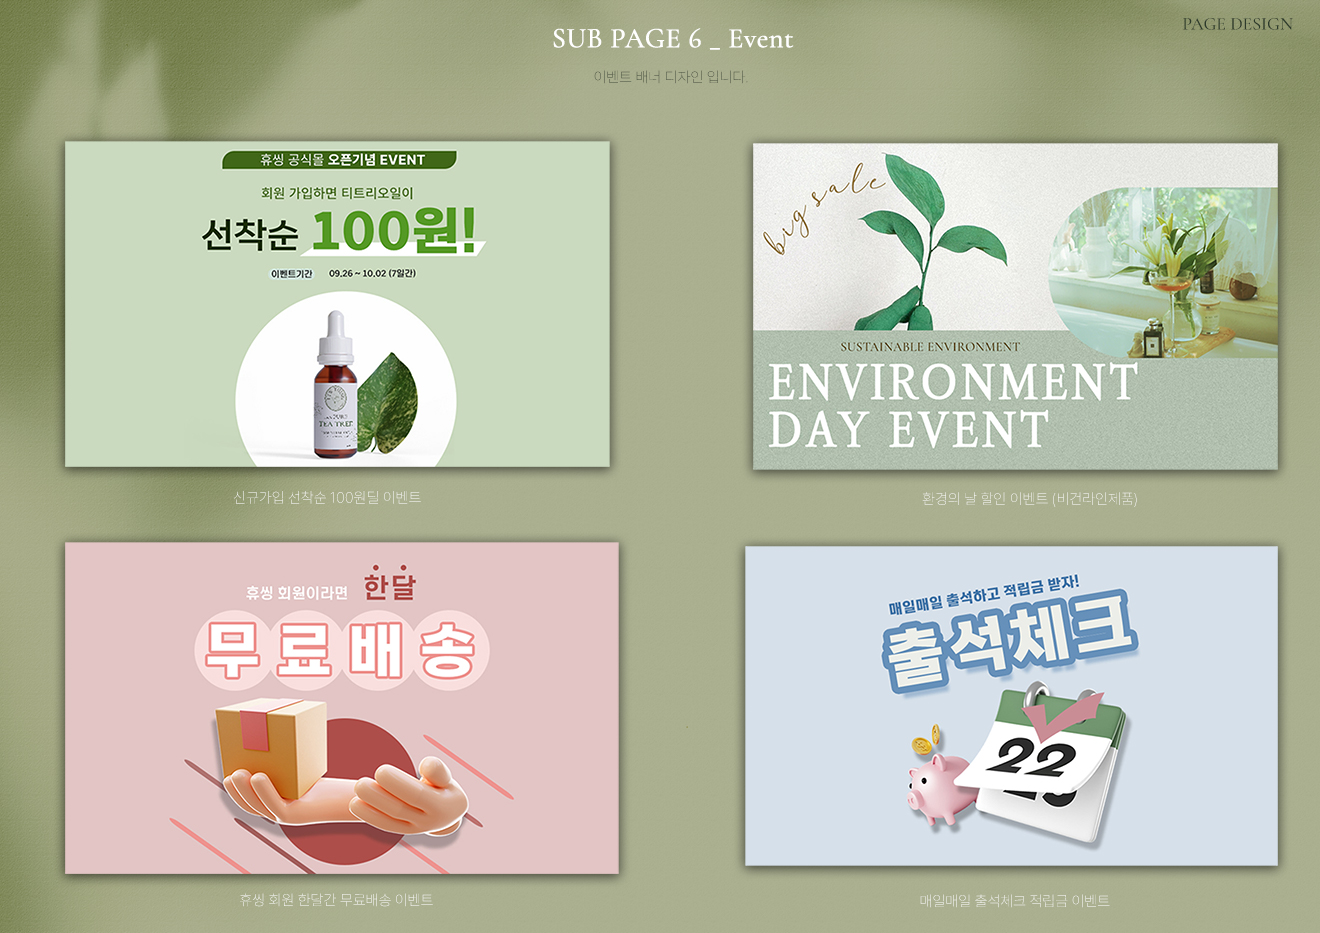 PAGE DESIGN
SUB PAGE 6 _ Event
이벤트 배너 디자인 입니다.
휴씽 공식몰 오픈기념 EVENT
회원 가입하면 티트리오일이
선착순 100원!
이벤트기간 09.26 ~ 10.02 (7일간)
TEA TREE
신규가입 선착순 100원딜 이벤트
big sale
SUSTAINABLE ENVIRONMENT
ENVIRONMENT
DAY EVENT
환경의 날 할인 이벤트 (비건라인제품)
휴씽 회원이라면 한달
무료배송
휴씽 회원 한달간 무료배송 이벤트
매일매일 출석하고 적립금 받자!
출석체크
22
매일매일 출석체크 적립금 이벤트